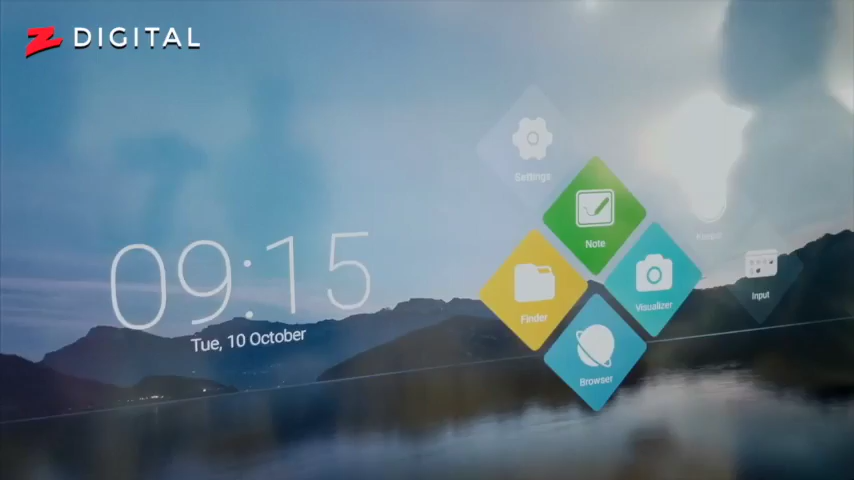 Z DIGITAL
Settings
Note
09:15
Tue, 10 October
Finder
Visualizer
Input
Browser